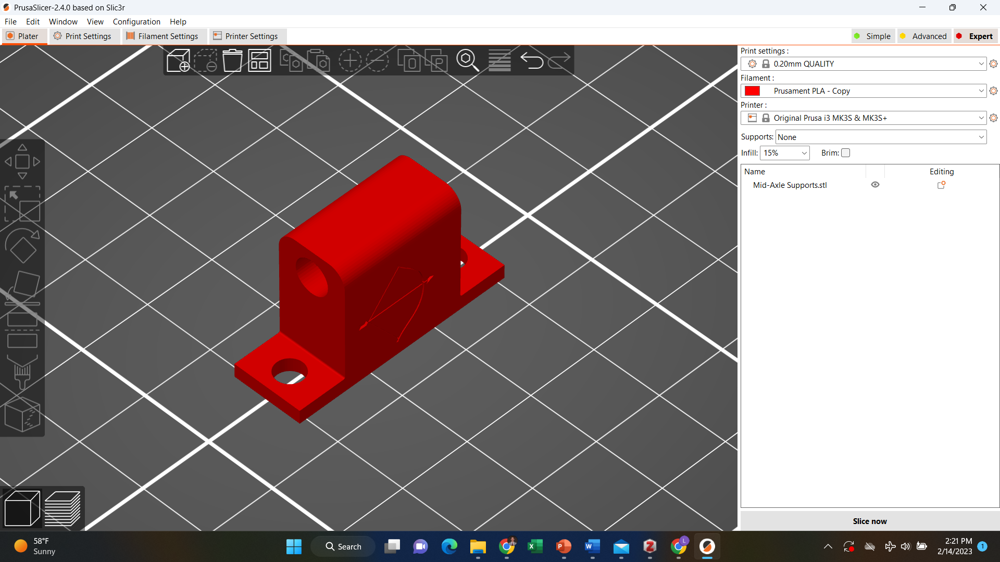 PrusaSlicer-2.4.0 based on Slic3r
File Edit Window View Configuration Help
Plater Print Settings Filament Settings Printer Settings Simple Advanced Expert
Print settings :
0.20mm QUALITY
Filament :
Prusament PLA - Copy
Printer :
Original Prusa i3 MK3S & MK3S+
Supports: None
Infill: 15% Brim:
Name Editing
Mid-Axle Supports.stl
Slice now
58°F
Sunny
Search
2:21 PM
2/14/2023
1